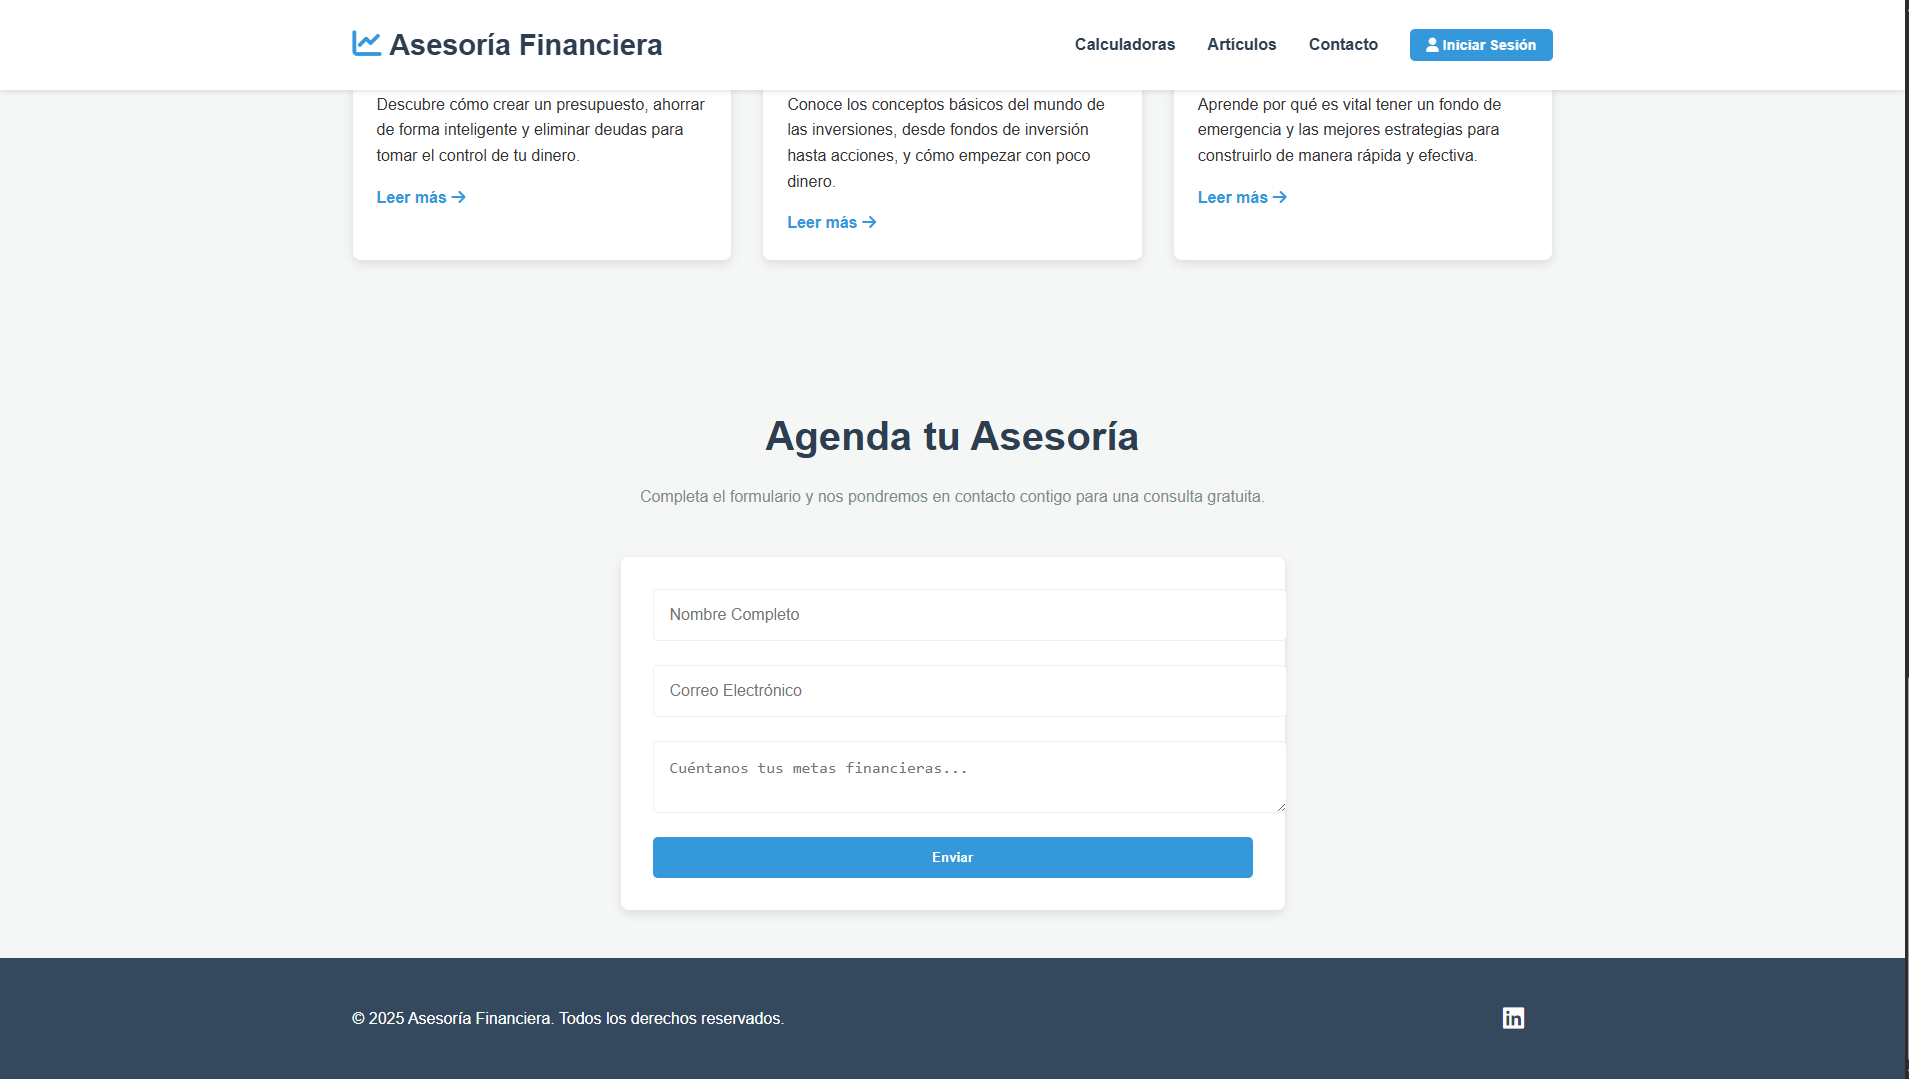 Asesoría Financiera
Calculadoras
Artículos
Contacto
Iniciar Sesión
Descubre cómo crear un presupuesto, ahorrar
de forma inteligente y eliminar deudas para
tomar el control de tu dinero.
Leer más
Conoce los conceptos básicos del mundo de
las inversiones, desde fondos de inversión
hasta acciones, y cómo empezar con poco
dinero.
Leer más
Aprende por qué es vital tener un fondo de
emergencia y las mejores estrategias para
construirlo de manera rápida y efectiva.
Leer más
Agenda tu Asesoría
Completa el formulario y nos pondremos en contacto contigo para una consulta gratuita.
Nombre Completo
Correo Electrónico
Cuéntanos tus metas financieras...
Enviar
© 2025 Asesoría Financiera. Todos los derechos reservados.
in